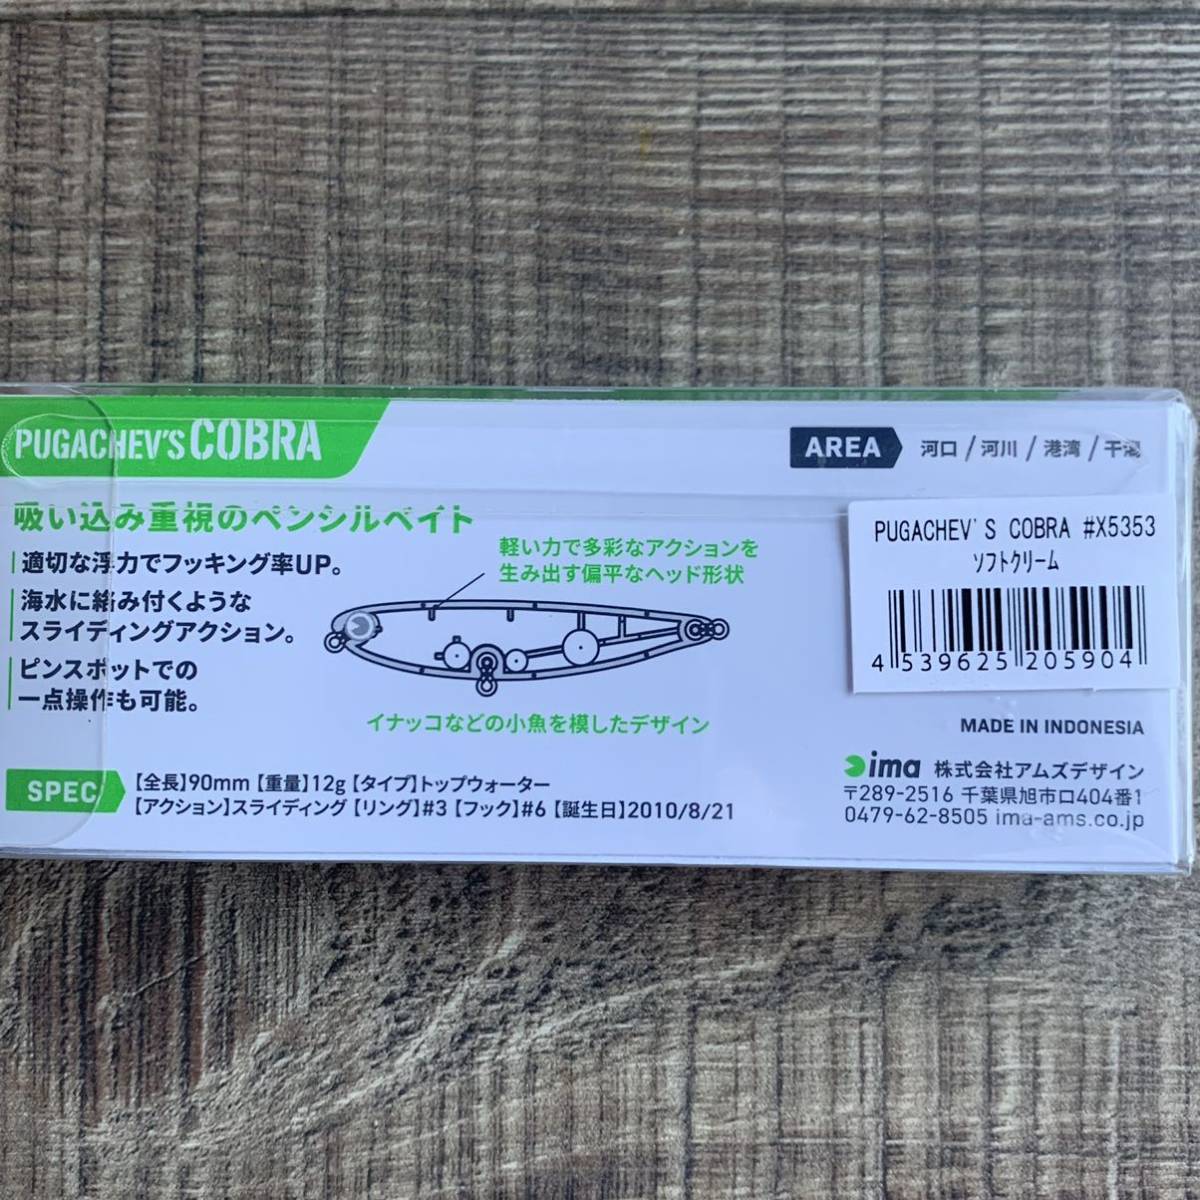 PUGACHEV'S COBRA
AREA 河口 / 河川 / 港湾 / 干潟
吸い込み重視のペンシルベイト
適切な浮力でフッキング率UP。
海水に絡み付くような
スライディングアクション。
ピンスポットでの
一点操作も可能。
軽い力で多彩なアクションを
生み出す偏平なヘッド形状
イナッコなどの小魚を模したデザイン
PUGACHEV'S COBRA #X5353
ソフトクリーム
4 539625 205904
MADE IN INDONESIA
SPEC
【全長】90mm【重量】12g【タイプ】トップウォーター
【アクション】スライディング【リング】#3【フック】#6【誕生日】2010/8/21
ima 株式会社アムズデザイン
〒289-2516 千葉県旭市ロ404番1
0479-62-8505 ima-ams.co.jp